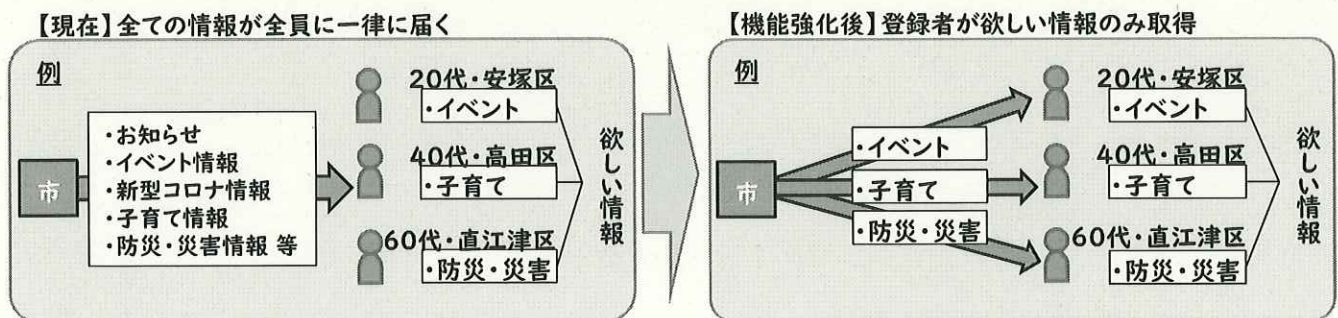 【現在】全ての情報が全員に一律に届く
例
市
・お知らせ
・イベント情報
・新型コロナ情報
・子育て情報
・防災・災害情報 等
20代・安塚区
・イベント
40代・高田区
・子育て
60代・直江津区
・防災・災害
欲しい情報
【機能強化後】登録者が欲しい情報のみ取得
例
市
・イベント
・子育て
・防災・災害
20代・安塚区
・イベント
40代・高田区
・子育て
60代・直江津区
・防災・災害
欲しい情報